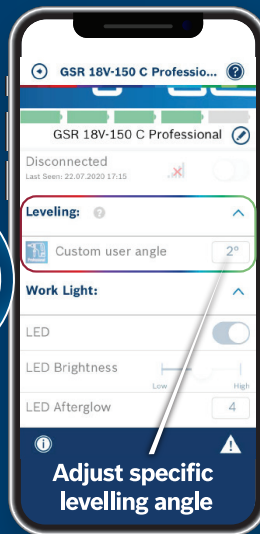 GSR 18V-150 C Professio...
GSR 18V-150 C Professional
Disconnected
Last Seen: 22.07.2020 17:15
Leveling:
Custom user angle
2°
Work Light:
LED
LED Brightness
Low
High
LED Afterglow
4
Adjust specific
levelling angle